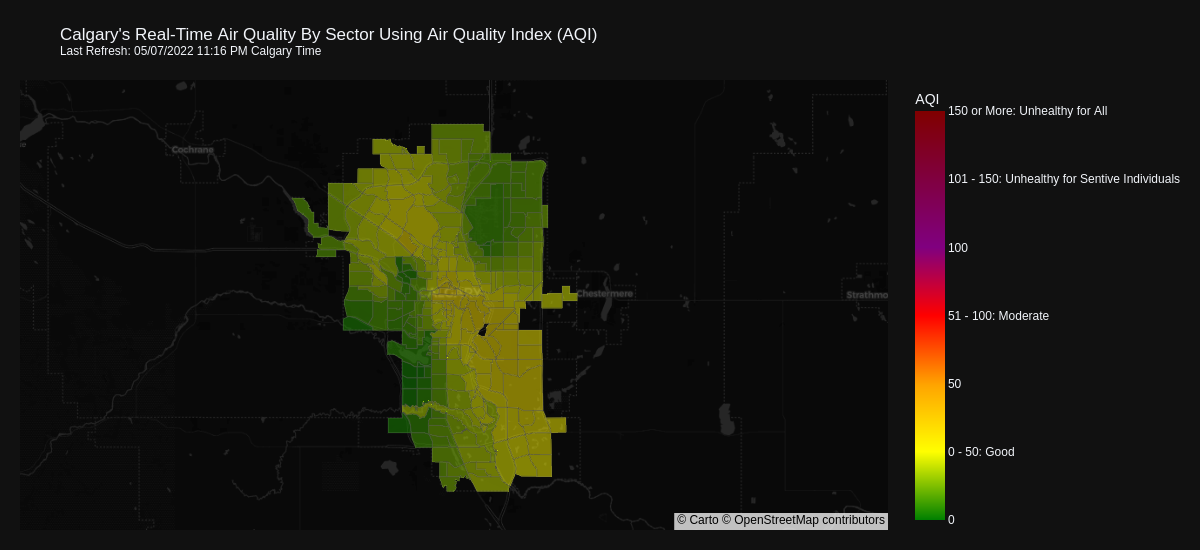 Calgary's Real-Time Air Quality By Sector Using Air Quality Index (AQI)
Last Refresh: 05/07/2022 11:16 PM Calgary Time
AQI
150 or More: Unhealthy for All
Cochrane
101 - 150: Unhealthy for Sentive Individuals
100
Chestermere
Strathmo
51 - 100: Moderate
50
0 - 50: Good
0
© Carto © OpenStreetMap contributors